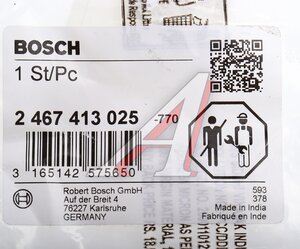 BOSCH
1 St/Pc
2 467 413 025 -770
3 165142 575650
Robert Bosch GmbH
Auf der Breit 4
76227 Karlsruhe
GERMANY
593
378
Made in India
Fabriqué en Inde